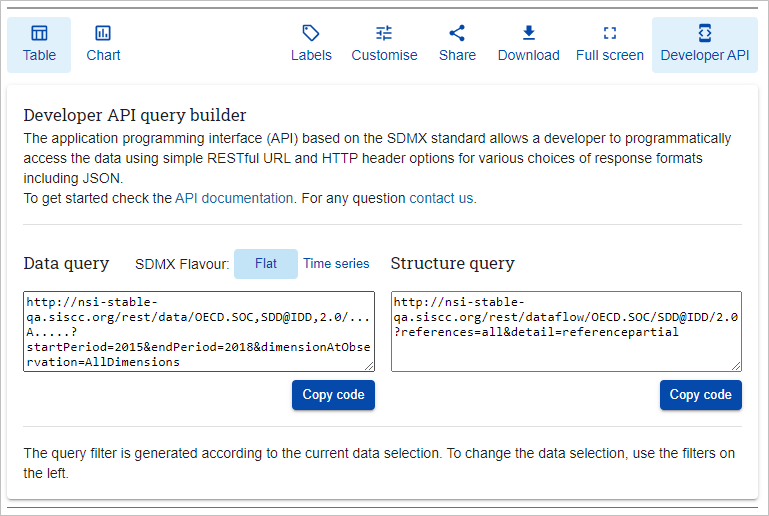 Table Chart Labels Customise Share Download Full screen Developer API
Developer API query builder
The application programming interface (API) based on the SDMX standard allows a developer to programmatically
access the data using simple RESTful URL and HTTP header options for various choices of response formats
including JSON.
To get started check the API documentation. For any question contact us.
Data query SDMX Flavour: Flat Time series
http://nsi-stable-
qa.siscc.org/rest/data/OECD.SOC,SDD@IDD,2.0/...
A.....?
startPeriod=2015&endPeriod=2018&dimensionAtObse
rvation=AllDimensions
Copy code
Structure query
http://nsi-stable-
qa.siscc.org/rest/dataflow/OECD.SOC/SDD@IDD/2.0
?references=all&detail=referencepartial
Copy code
The query filter is generated according to the current data selection. To change the data selection, use the filters on
the left.